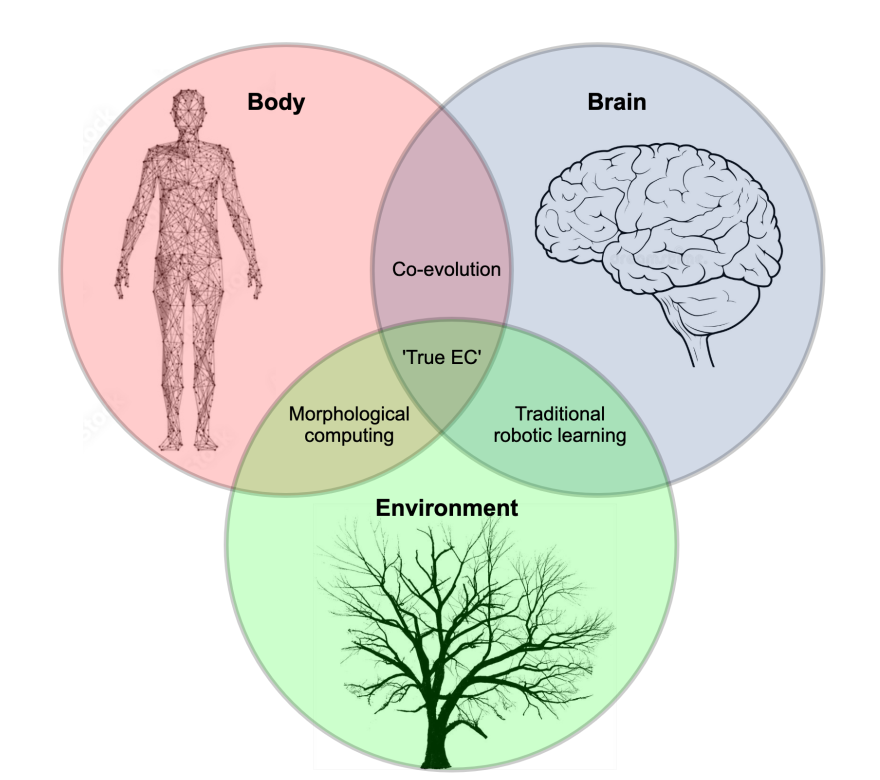 Body
Brain
Co-evolution
'True EC'
Morphological
computing
Traditional
robotic learning
Environment